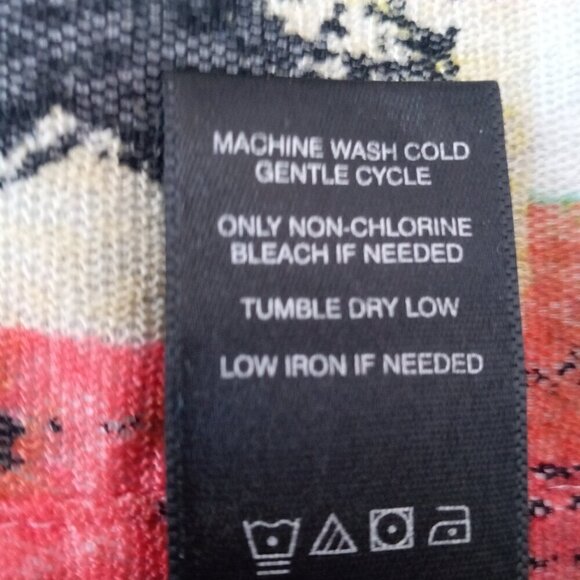 MACHINE WASH COLD
GENTLE CYCLE
ONLY NON-CHLORINE
BLEACH IF NEEDED
TUMBLE DRY LOW
LOW IRON IF NEEDED